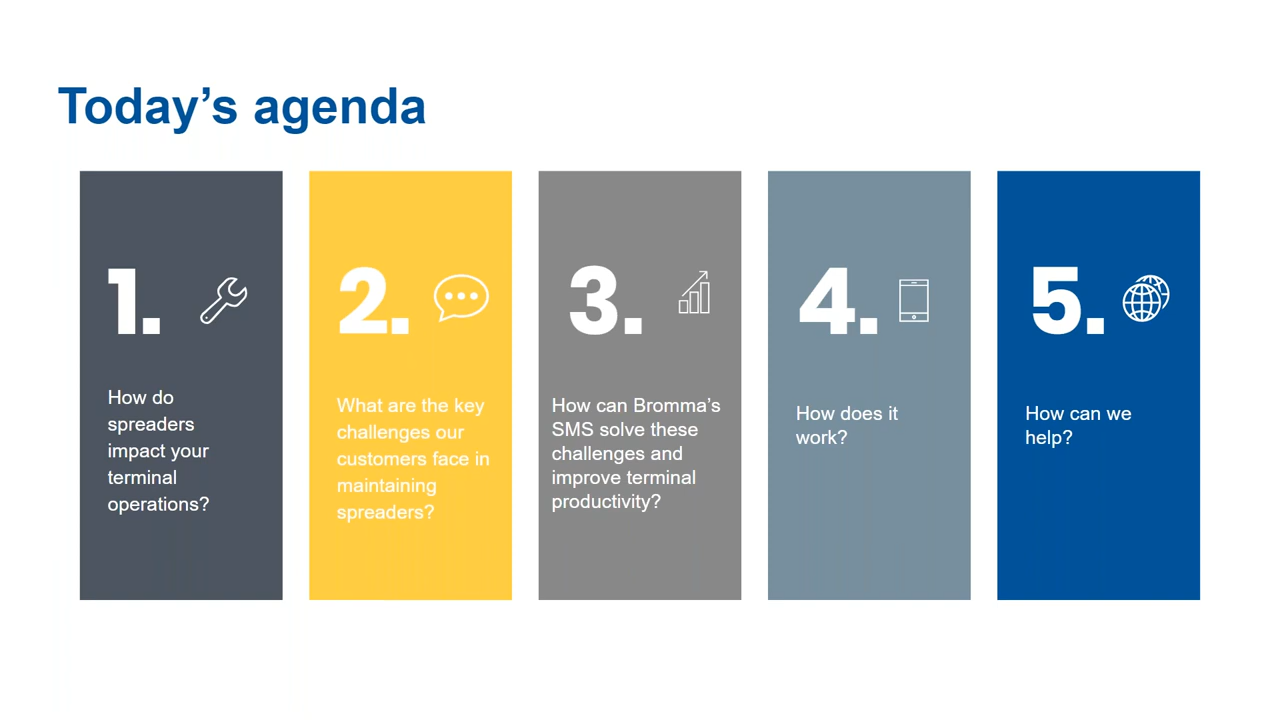 Today’s agenda
1.
How do
spreaders
impact your
terminal
operations?
2.
What are the key
challenges our
customers face in
maintaining
spreaders?
3.
How can Bromma’s
SMS solve these
challenges and
improve terminal
productivity?
4.
How does it
work?
5.
How can we
help?